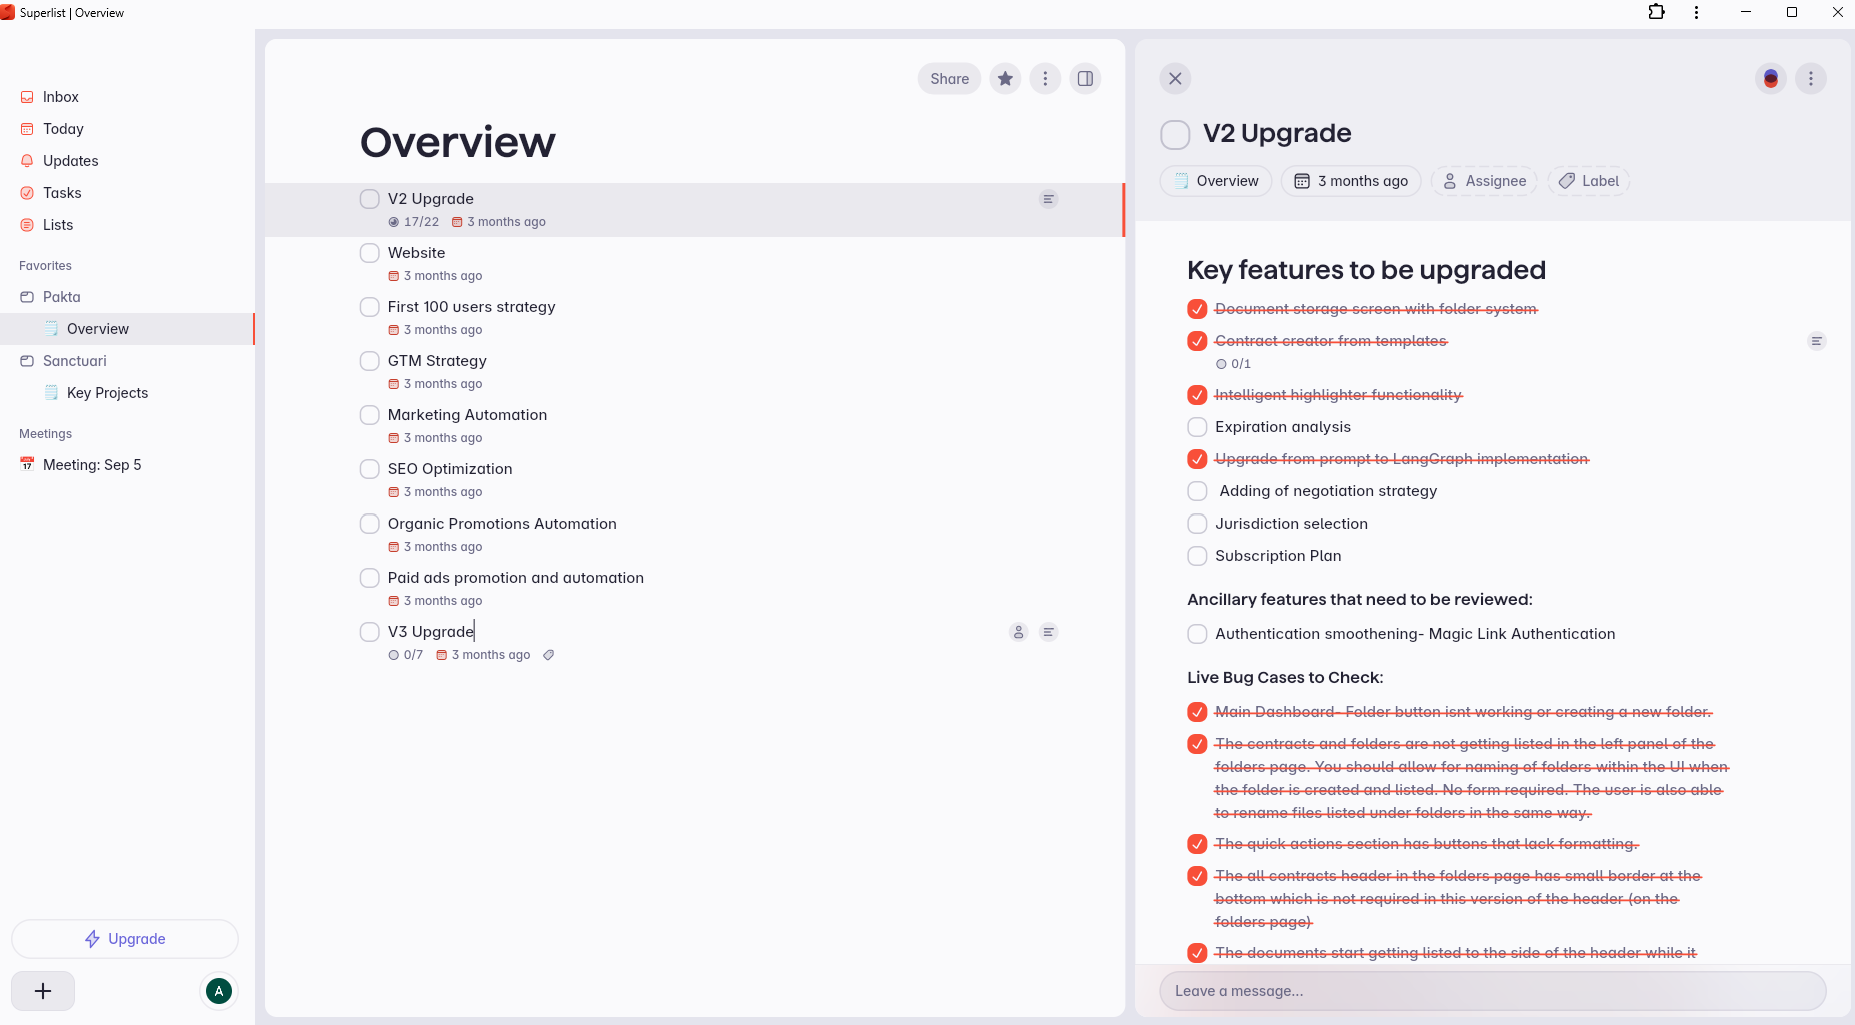 Superlist | Overview
Inbox
Today
Updates
Tasks
Lists
Favorites
Pakta
Overview
Sanctuari
Key Projects
Meetings
Meeting: Sep 5
Upgrade
A
Share
Overview
V2 Upgrade
17/22 3 months ago
Website
3 months ago
First 100 users strategy
3 months ago
GTM Strategy
3 months ago
Marketing Automation
3 months ago
SEO Optimization
3 months ago
Organic Promotions Automation
3 months ago
Paid ads promotion and automation
3 months ago
V3 Upgrade
0/7 3 months ago
V2 Upgrade
Overview 3 months ago Assignee Label
Key features to be upgraded
Document storage screen with folder system
Contract creator from templates
0/1
Intelligent highlighter functionality
Expiration analysis
Upgrade from prompt to LangGraph implementation
Adding of negotiation strategy
Jurisdiction selection
Subscription Plan
Ancillary features that need to be reviewed:
Authentication smoothening- Magic Link Authentication
Live Bug Cases to Check:
Main Dashboard- Folder button isnt working or creating a new folder.
The contracts and folders are not getting listed in the left panel of the
folders page. You should allow for naming of folders within the UI when
the folder is created and listed. No form required. The user is also able
to rename files listed under folders in the same way.
The quick actions section has buttons that lack formatting.
The all contracts header in the folders page has small border at the
bottom which is not required in this version of the header (on the
folders page)
The documents start getting listed to the side of the header while it
Leave a message...